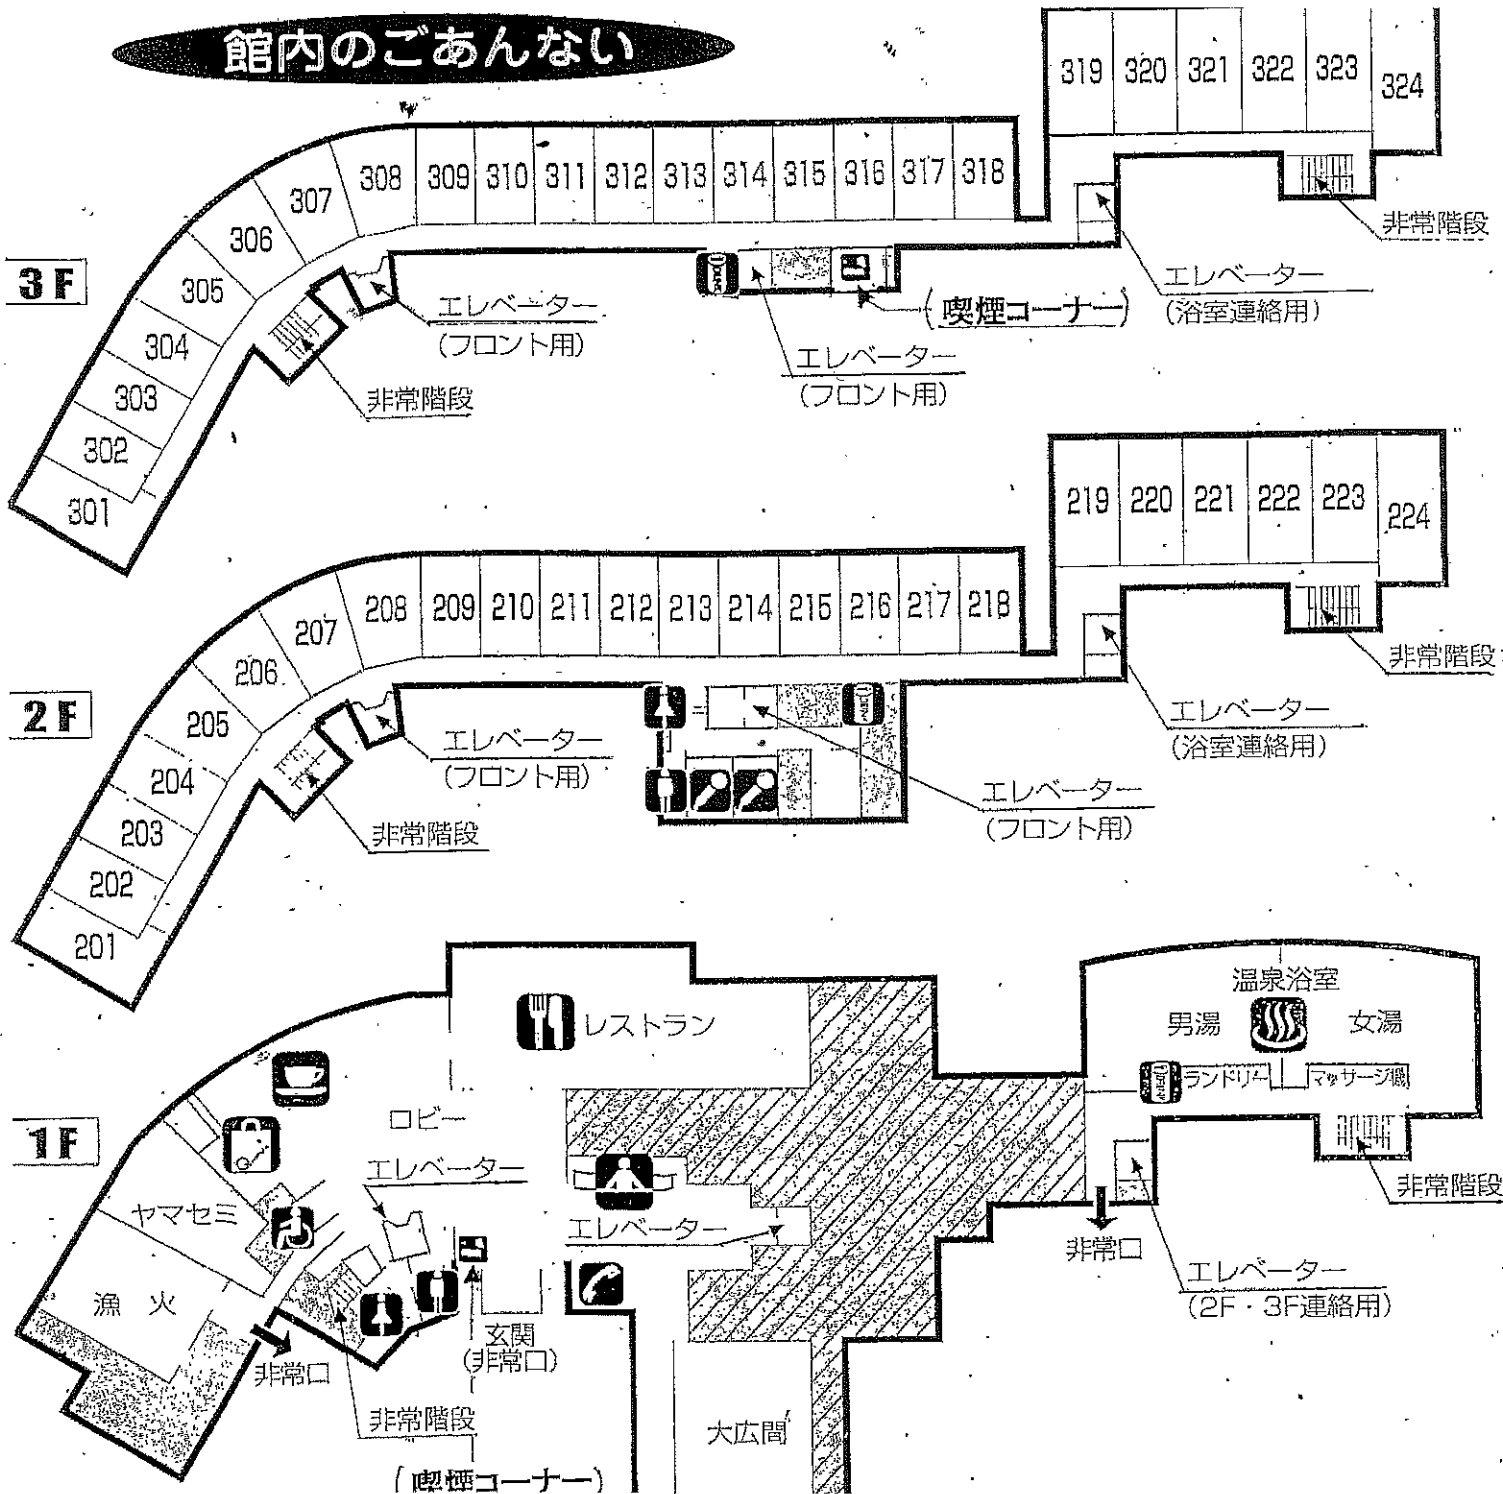 館内のごあんない
3F
301
302
303
304
305
306
307
308
309
310
311
312
313
314
315
316
317
318
319
320
321
322
323
324
エレベーター
(フロント用)
非常階段
エレベーター
(フロント用)
(喫煙コーナー)
エレベーター
(浴室連絡用)
非常階段
2F
201
202
203
204
205
206
207
208
209
210
211
212
213
214
215
216
217
218
219
220
221
222
223
224
エレベーター
(フロント用)
非常階段
エレベーター
(フロント用)
エレベーター
(浴室連絡用)
非常階段
1F
レストラン
ロビー
エレベーター
ヤマセミ
漁火
非常口
非常階段
(喫煙コーナー)
玄関
(非常口)
エレベーター
大広間
温泉浴室
男湯
女湯
ランドリー
マッサージ機
非常階段
非常口
エレベーター
(2F・3F連絡用)